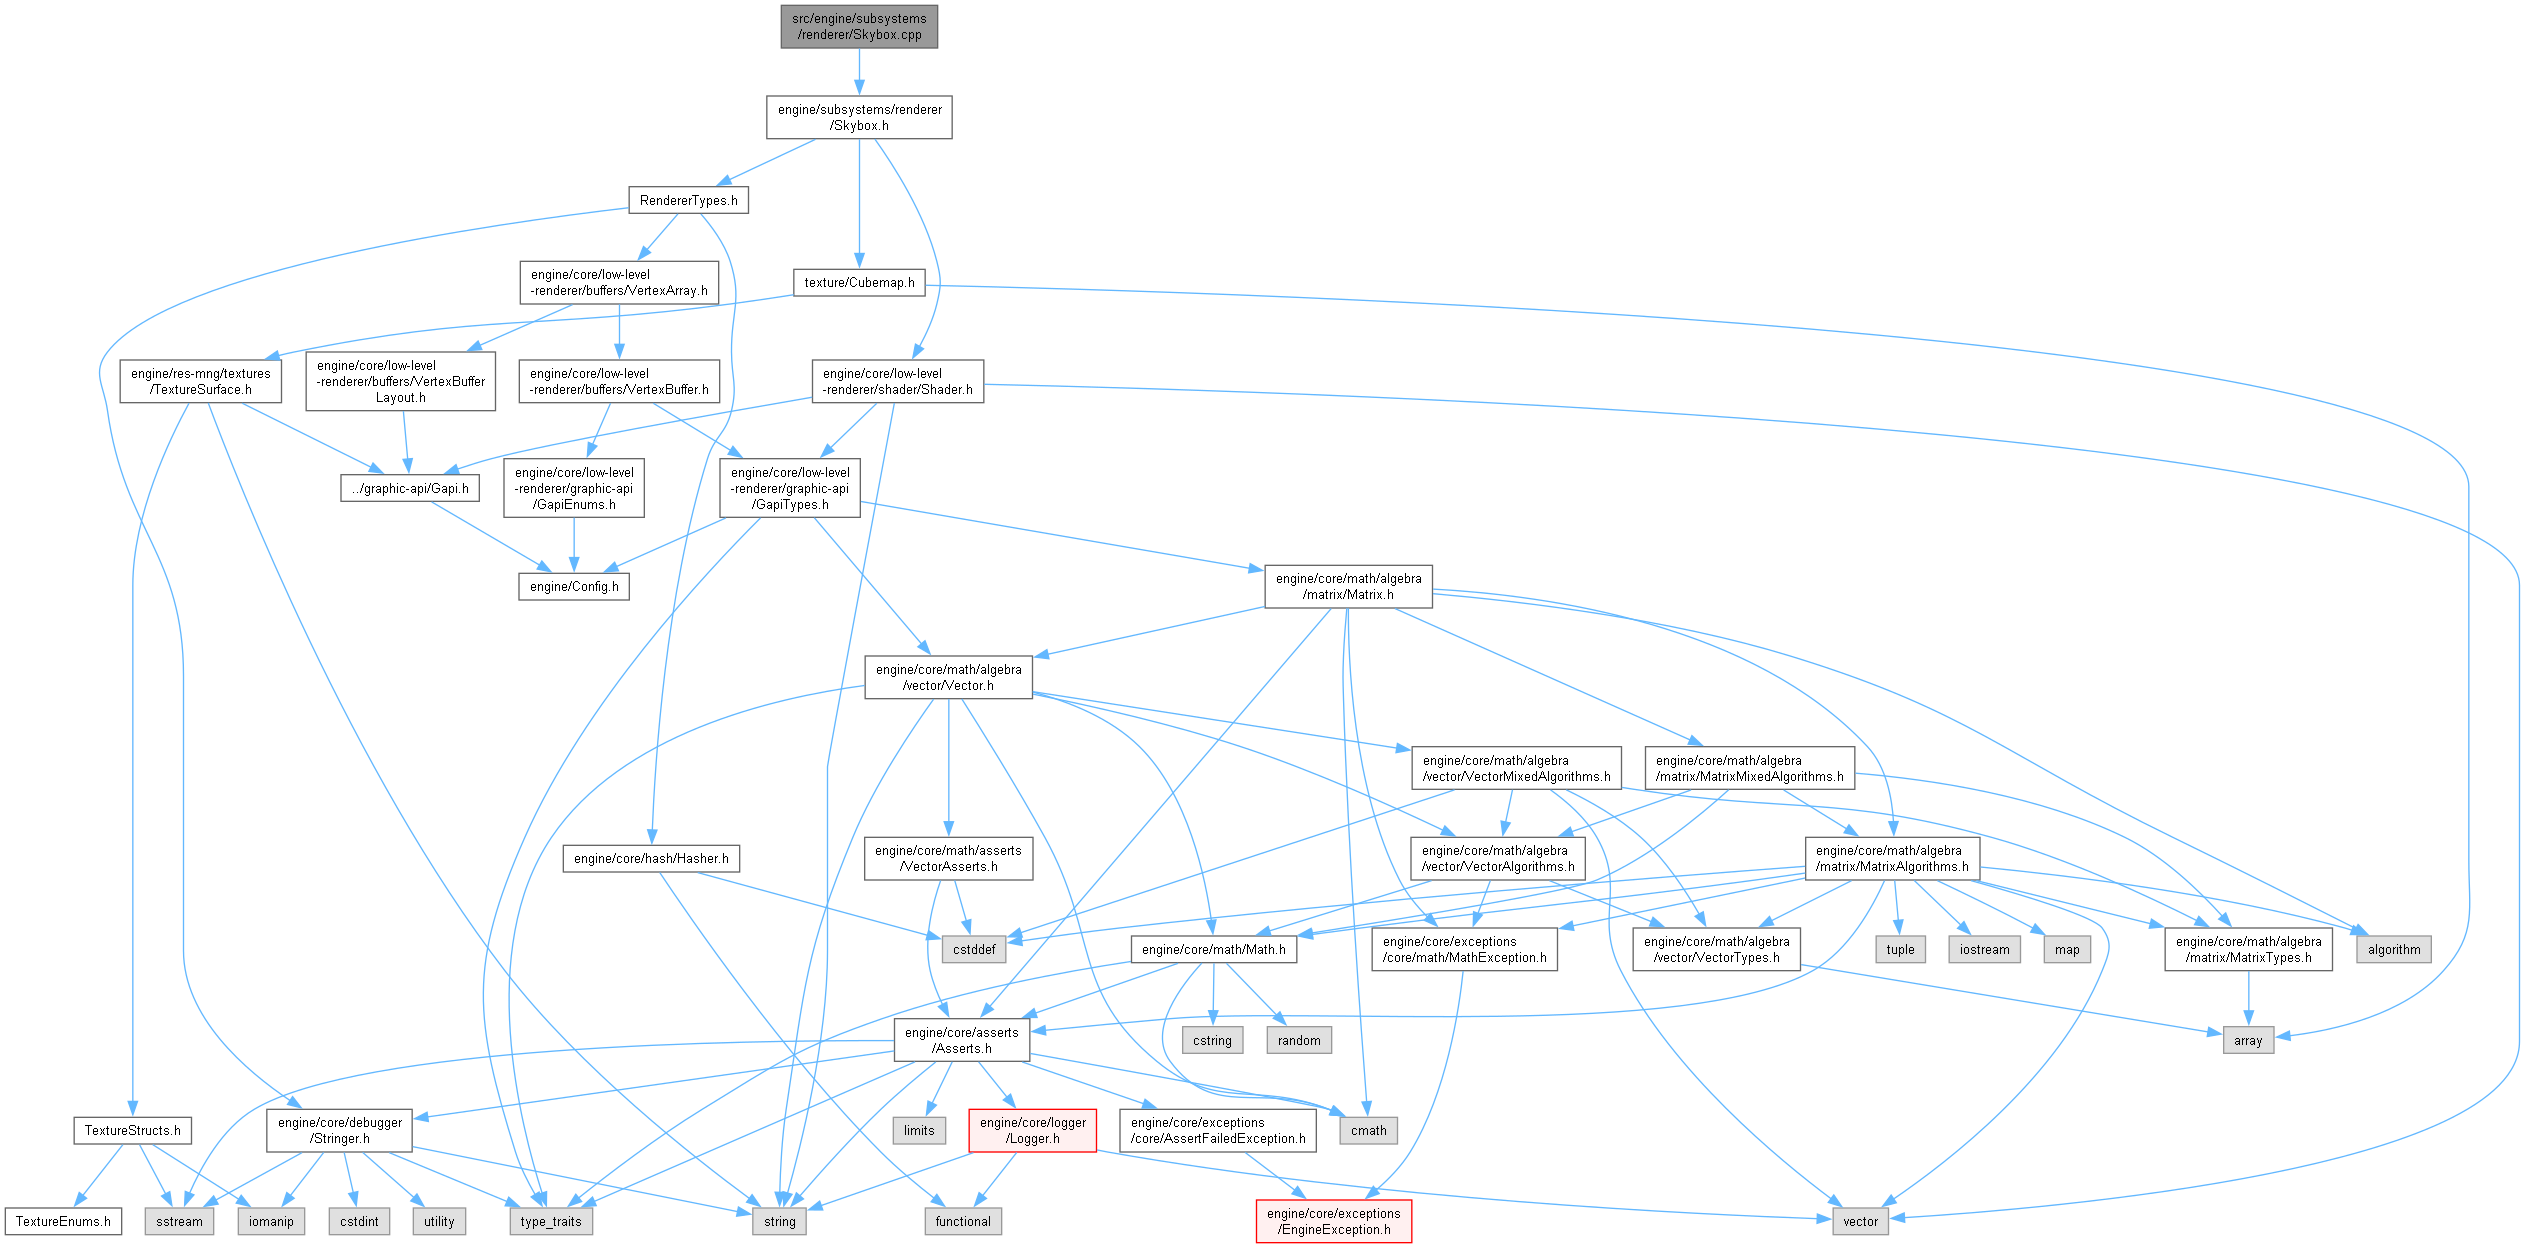 src/engine/subsystems
/renderer/Skybox.cpp
engine/subsystems/renderer
/Skybox.h
RendererTypes.h
engine/core/low-level
-renderer/buffers/VertexArray.h
texture/Cubemap.h
engine/res-mng/textures
/TextureSurface.h
engine/core/low-level
-renderer/buffers/VertexBuffer
Layout.h
engine/core/low-level
-renderer/buffers/VertexBuffer.h
engine/core/low-level
-renderer/shader/Shader.h
../graphic-api/Gapi.h
engine/core/low-level
-renderer/graphic-api
/GapiEnums.h
engine/core/low-level
-renderer/graphic-api
/GapiTypes.h
engine/Config.h
engine/core/math/algebra
/matrix/Matrix.h
engine/core/math/algebra
/vector/Vector.h
engine/core/math/algebra
/vector/VectorMixedAlgorithms.h
engine/core/math/algebra
/matrix/MatrixMixedAlgorithms.h
engine/core/hash/Hasher.h
engine/core/math/asserts
/VectorAsserts.h
engine/core/math/algebra
/vector/VectorAlgorithms.h
engine/core/math/algebra
/matrix/MatrixAlgorithms.h
cstddef
engine/core/math/Math.h
engine/core/exceptions
/core/math/MathException.h
engine/core/math/algebra
/vector/VectorTypes.h
tuple
iostream
map
engine/core/math/algebra
/matrix/MatrixTypes.h
algorithm
engine/core/asserts
/Asserts.h
cstring
random
array
TextureStructs.h
engine/core/debugger
/Stringer.h
limits
engine/core/logger
/Logger.h
engine/core/exceptions
/core/AssertFailedException.h
cmath
TextureEnums.h
sstream
iomanip
cstdint
utility
type_traits
string
functional
engine/core/exceptions
/EngineException.h
vector